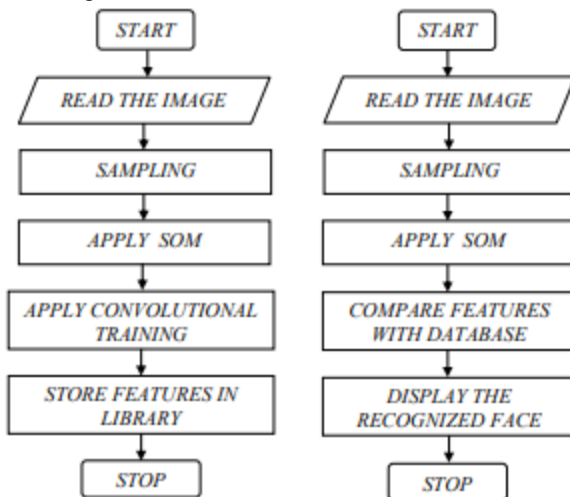 START
READ THE IMAGE
SAMPLING
APPLY SOM
APPLY CONVOLUTIONAL
TRAINING
STORE FEATURES IN
LIBRARY
STOP
START
READ THE IMAGE
SAMPLING
APPLY SOM
COMPARE FEATURES
WITH DATABASE
DISPLAY THE
RECOGNIZED FACE
STOP